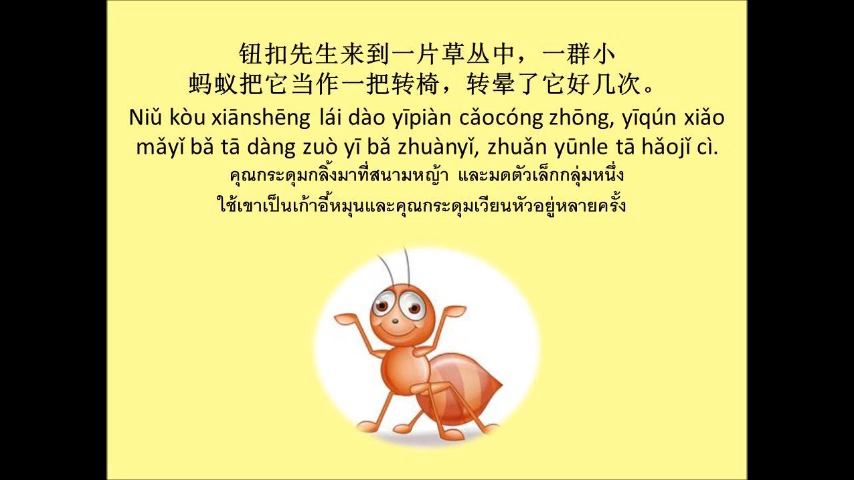 钮扣先生来到一片草丛中，一群小
蚂蚁把它当作一把转椅，转晕了它好几次。
Niǔ kòu xiānshēng lái dào yīpiàn cǎocóng zhōng, yīqún xiǎo
mǎyǐ bǎ tā dàng zuò yī bǎ zhuànyǐ, zhuǎn yūnle tā hǎojǐ cì.
คุณกระดุมกลิ้งมาที่สนามหญ้า และมดตัวเล็กกลุ่มหนึ่ง
ใช้เขาเป็นเก้าอี้หมุนและคุณกระดุมเวียนหัวอยู่หลายครั้ง